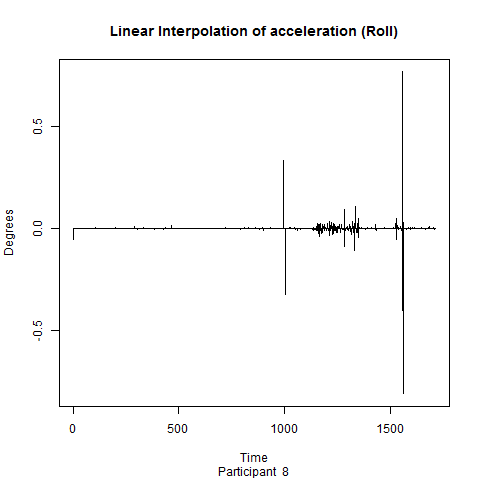 Linear Interpolation of acceleration (Roll)
Degrees
0.5
0.0
-0.5
0 500 1000 1500
Time
Participant 8